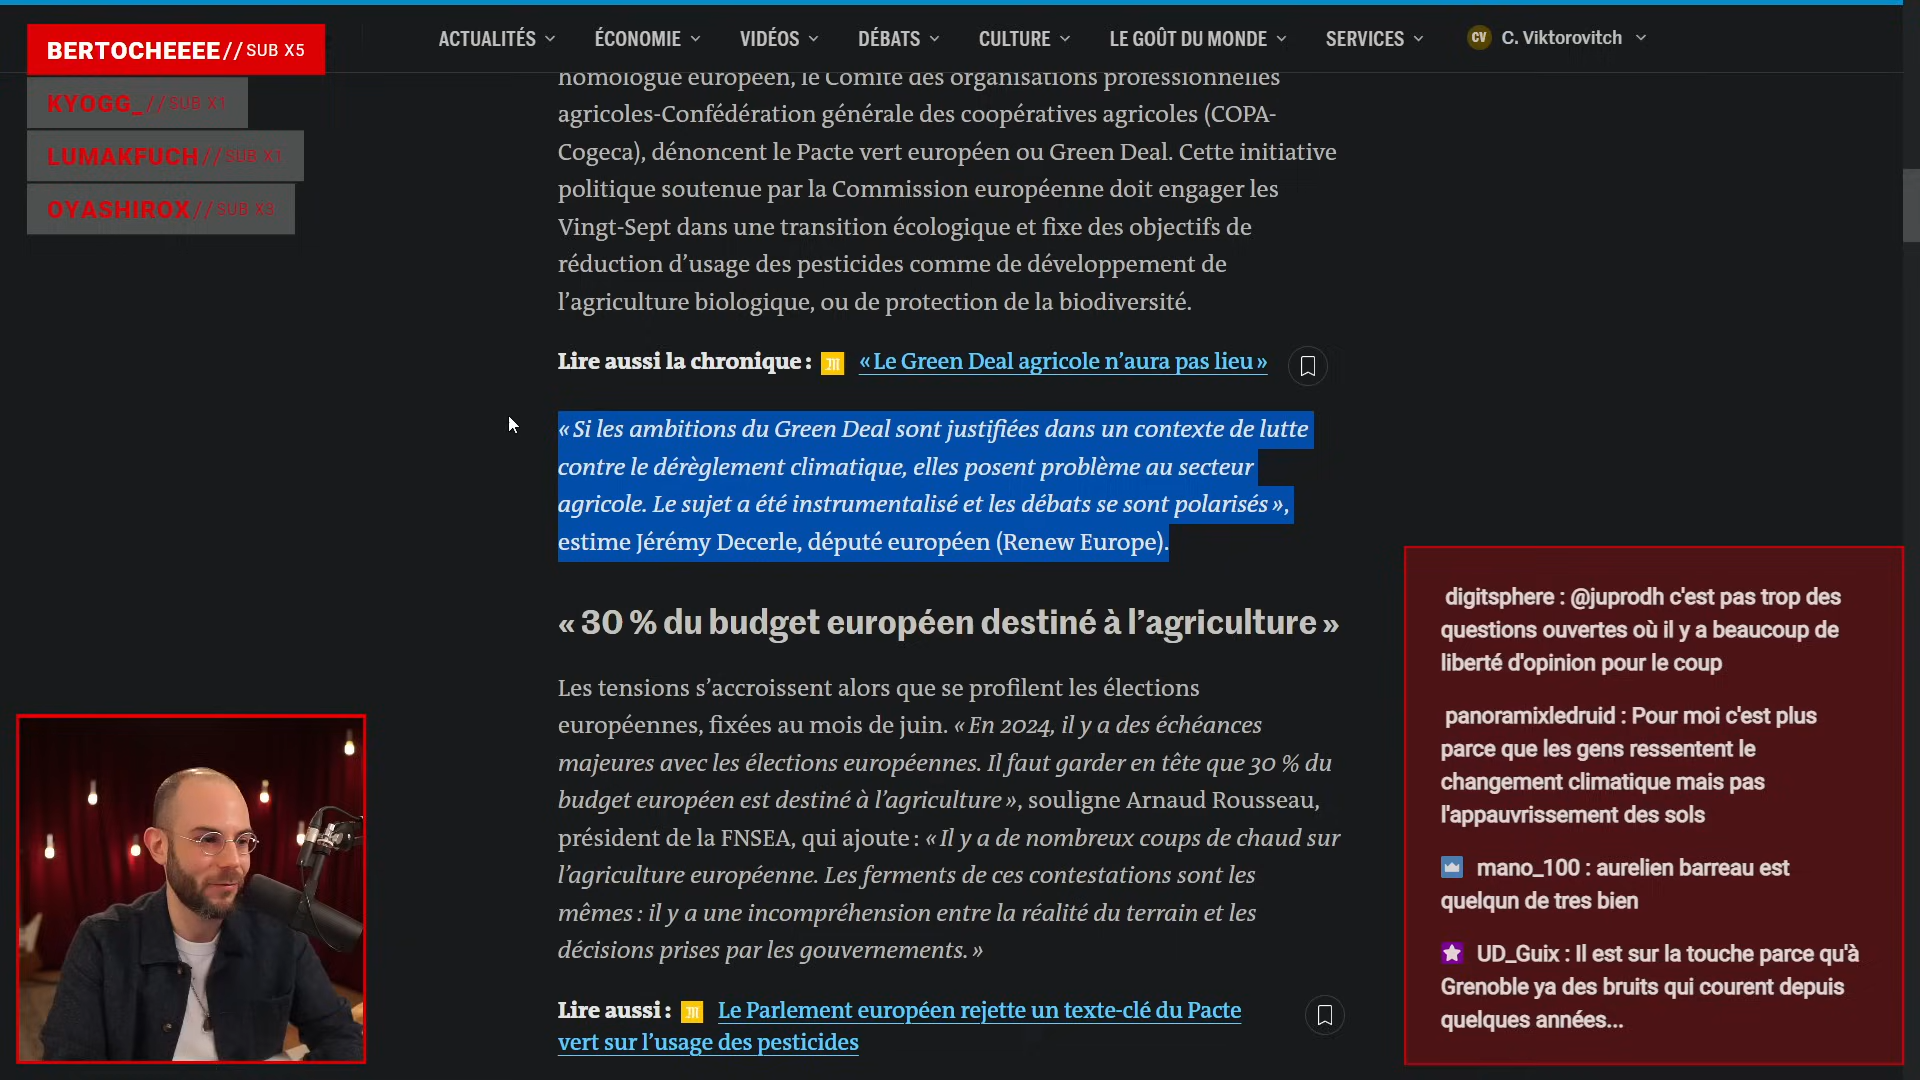 BERTOCHEEEE//SUB X5
KYOGG_//SUB X1
LUMAKFUCH//SUB X1
OYASHIROX//SUB X3
ACTUALITÉS ÉCONOMIE VIDÉOS DÉBATS CULTURE LE GOÛT DU MONDE SERVICES CV C. Viktorovitch
homologue européen, le Comité des organisations professionnelles
agricoles-Confédération générale des coopératives agricoles (COPA-
Cogeca), dénoncent le Pacte vert européen ou Green Deal. Cette initiative
politique soutenue par la Commission européenne doit engager les
Vingt-Sept dans une transition écologique et fixe des objectifs de
réduction d’usage des pesticides comme de développement de
l’agriculture biologique, ou de protection de la biodiversité.
Lire aussi la chronique : « Le Green Deal agricole n’aura pas lieu »
« Si les ambitions du Green Deal sont justifiées dans un contexte de lutte
contre le dérèglement climatique, elles posent problème au secteur
agricole. Le sujet a été instrumentalisé et les débats se sont polarisés »,
estime Jérémy Decerle, député européen (Renew Europe).
« 30 % du budget européen destiné à l’agriculture »
Les tensions s’accroissent alors que se profilent les élections
européennes, fixées au mois de juin. « En 2024, il y a des échéances
majeures avec les élections européennes. Il faut garder en tête que 30 % du
budget européen est destiné à l’agriculture », souligne Arnaud Rousseau,
président de la FNSEA, qui ajoute : « Il y a de nombreux coups de chaud sur
l’agriculture européenne. Les ferments de ces contestations sont les
mêmes : il y a une incompréhension entre la réalité du terrain et les
décisions prises par les gouvernements. »
Lire aussi : Le Parlement européen rejette un texte-clé du Pacte
vert sur l’usage des pesticides
digitsphere : @juprodh c'est pas trop des
questions ouvertes où il y a beaucoup de
liberté d'opinion pour le coup
panoramixledruid : Pour moi c'est plus
parce que les gens ressentent le
changement climatique mais pas
l'appauvrissement des sols
mano_100 : aurelien barreau est
quelqun de tres bien
UD_Guix : Il est sur la touche parce qu'à
Grenoble ya des bruits qui courent depuis
quelques années...